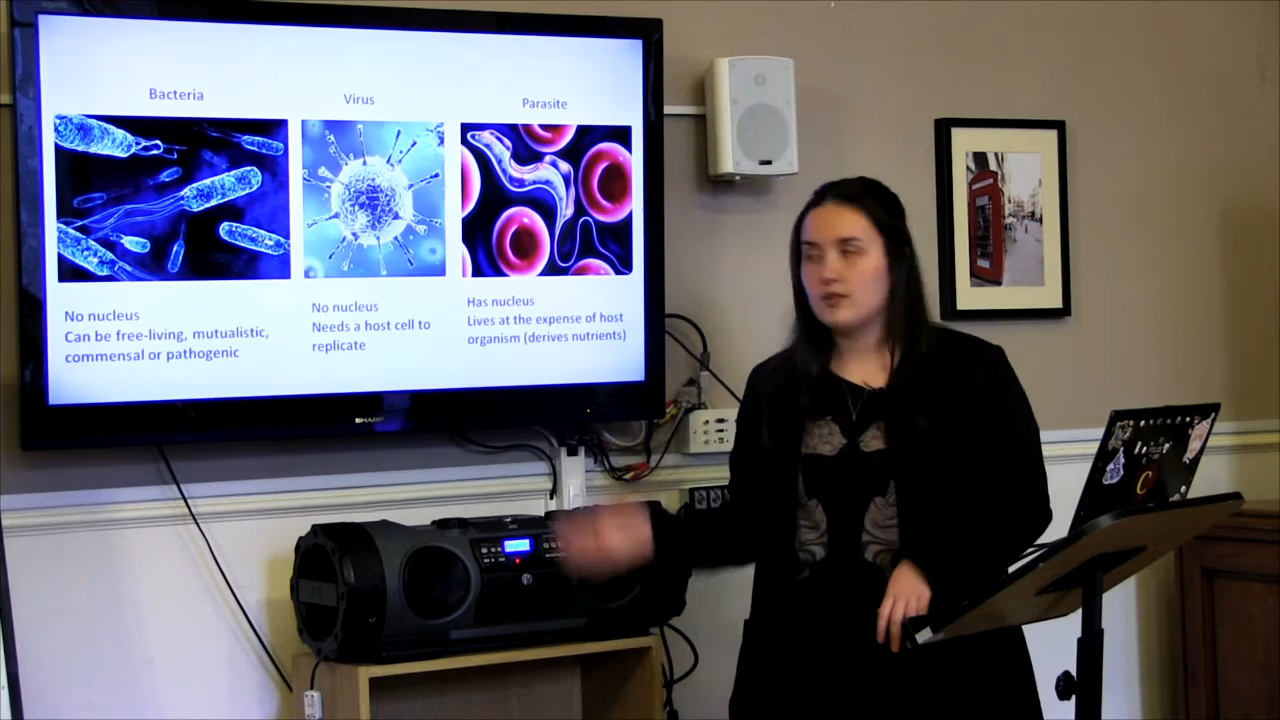 Bacteria
Virus
Parasite
No nucleus
Can be free-living, mutualistic,
commensal or pathogenic
No nucleus
Needs a host cell to
replicate
Has nucleus
Lives at the expense of host
organism (derives nutrients)
SHARP